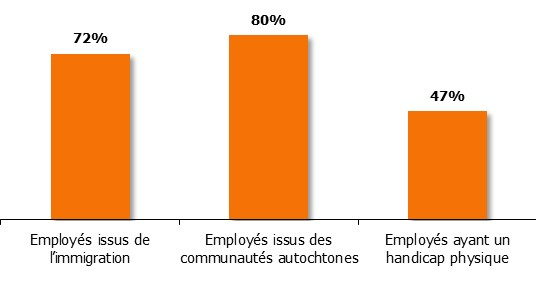 72%
80%
47%
Employés issus de
l'immigration
Employés issus des
communautés autochtones
Employés ayant un
handicap physique